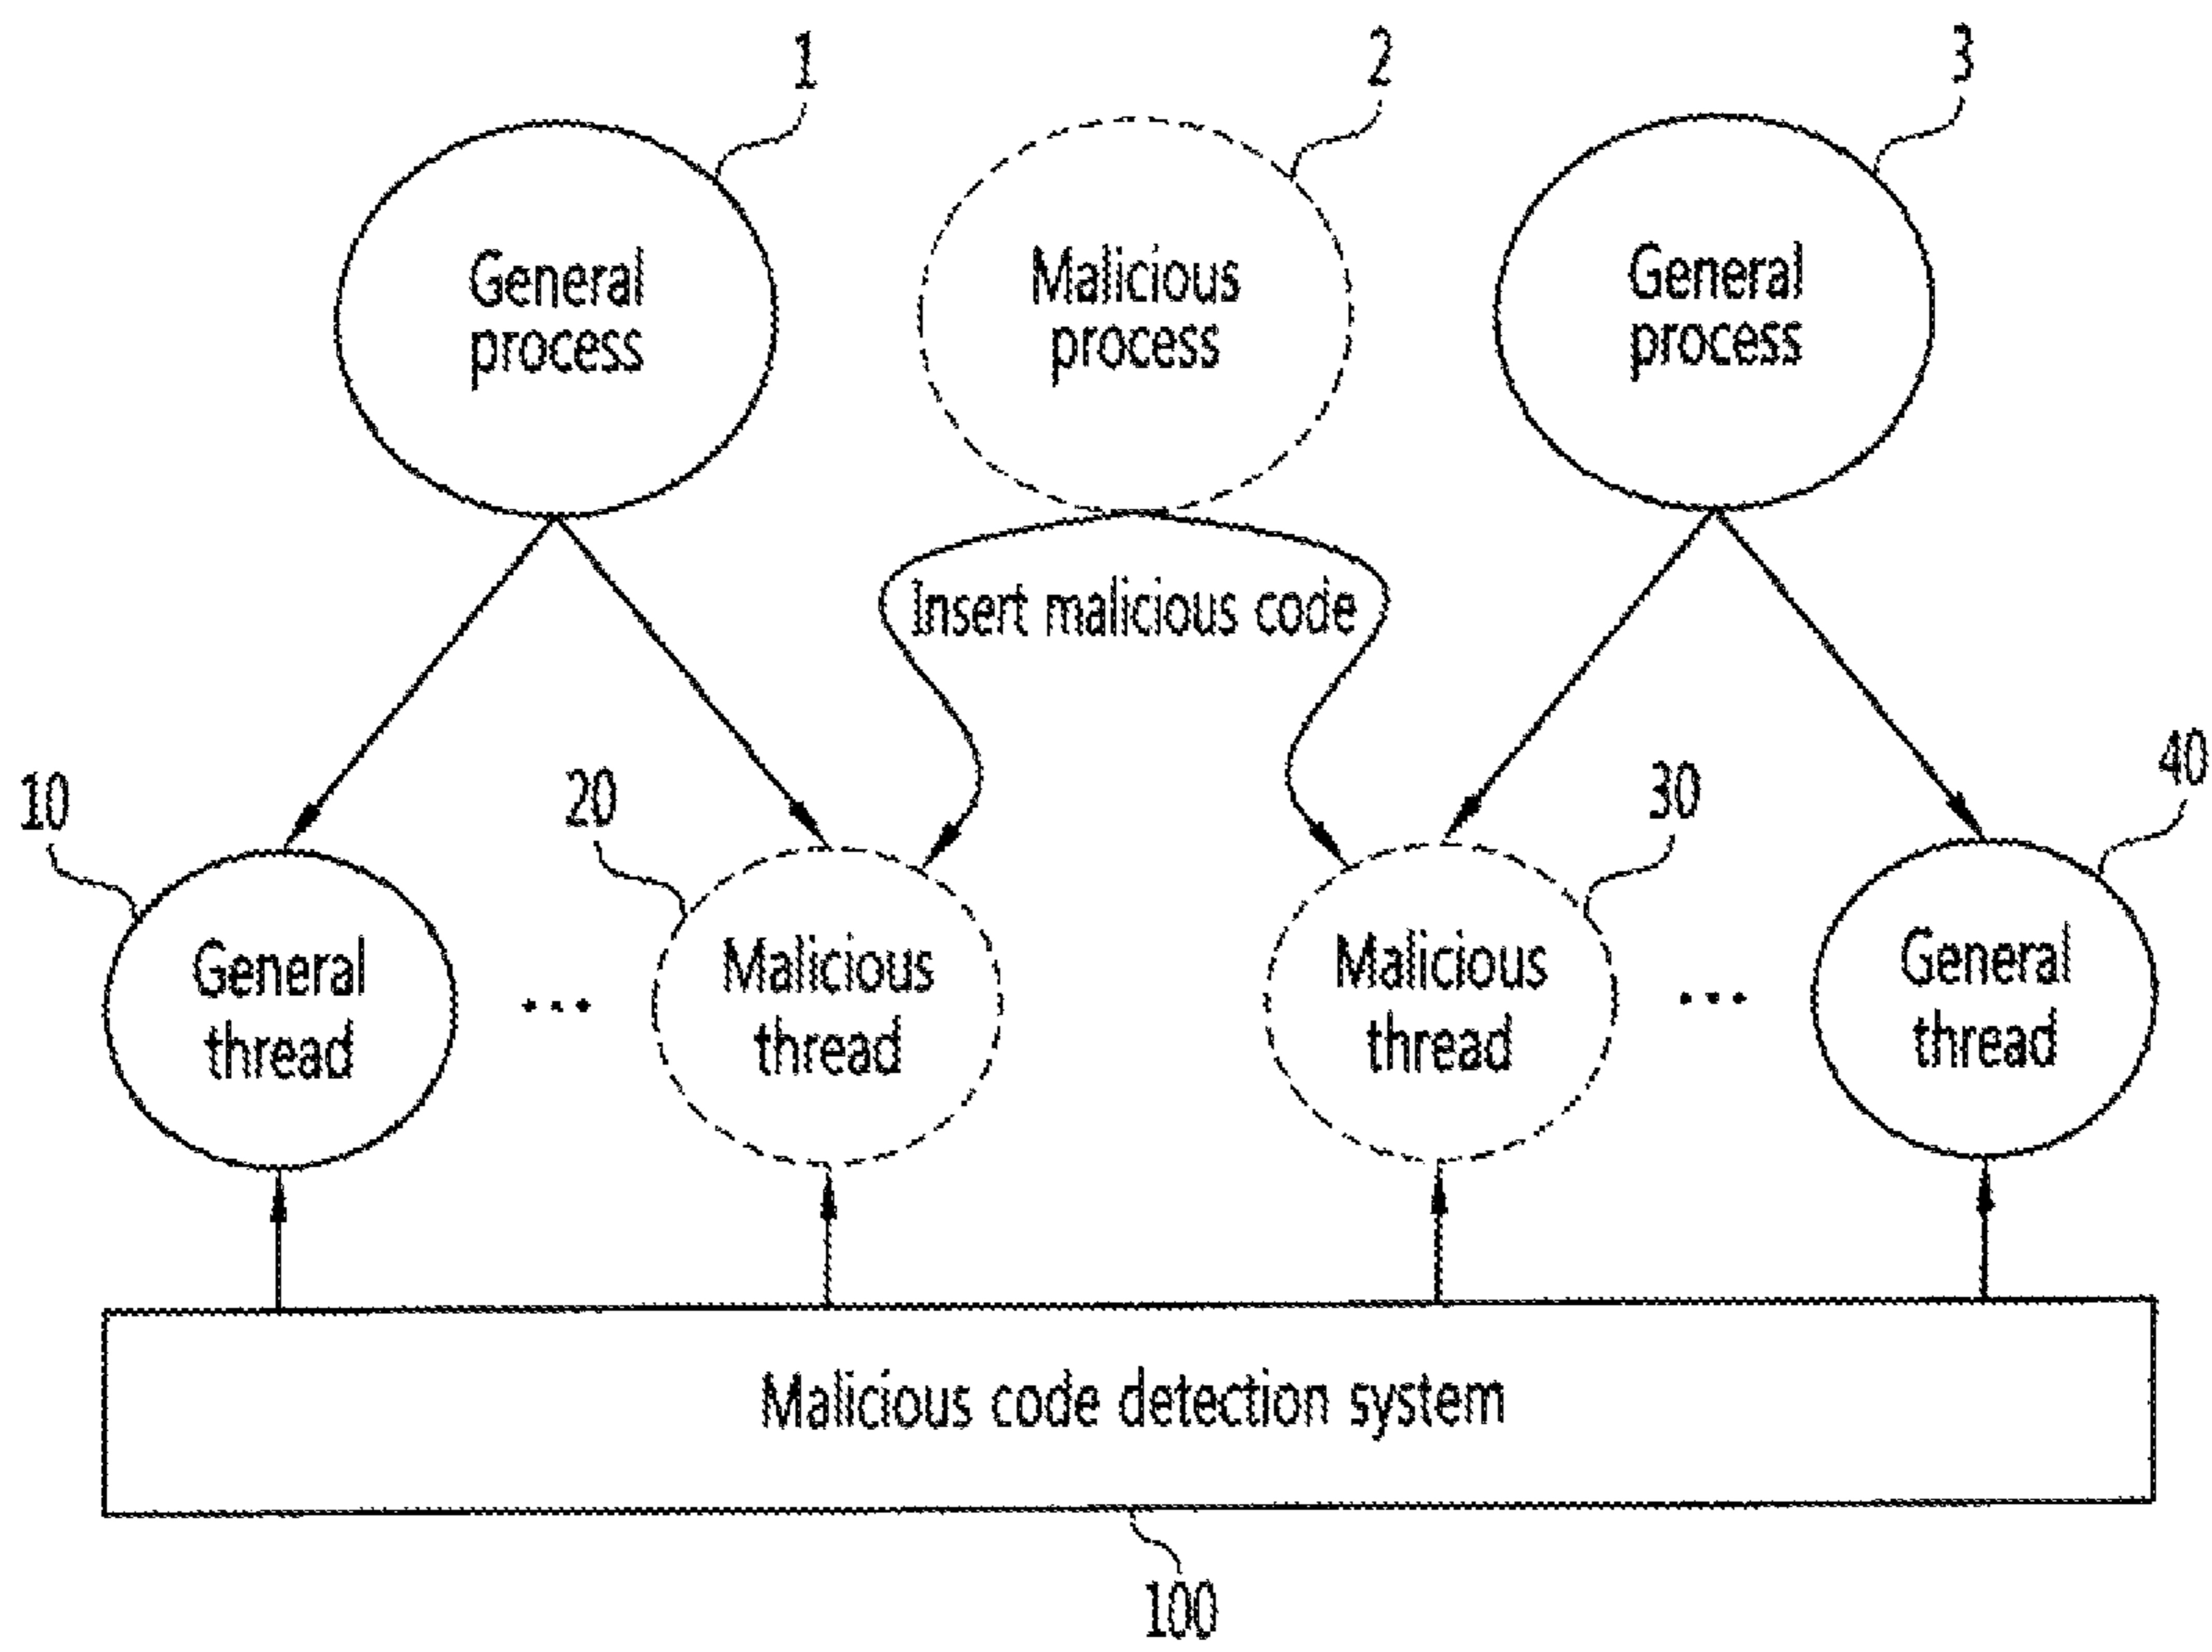 1
2
3
General
process
Malicious
process
General
process
Insert malicious code
10
20
30
40
General
thread
...
Malicious
thread
Malicious
thread
...
General
thread
Malicious code detection system
100